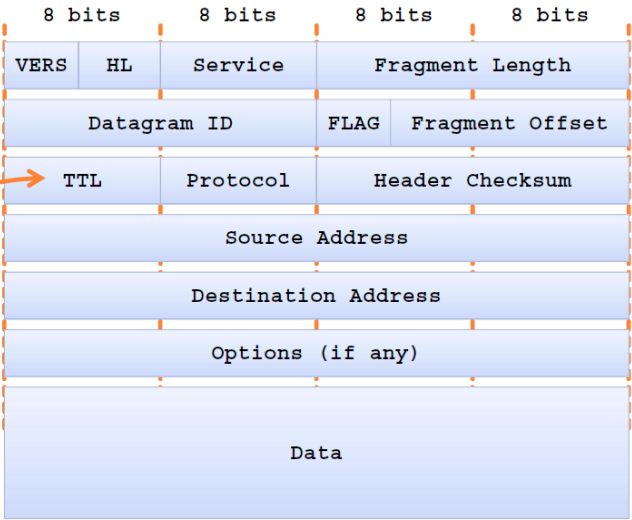 8 bits 8 bits 8 bits 8 bits
VERS HL Service Fragment Length
Datagram ID FLAG Fragment Offset
TTL Protocol Header Checksum
Source Address
Destination Address
Options (if any)
Data